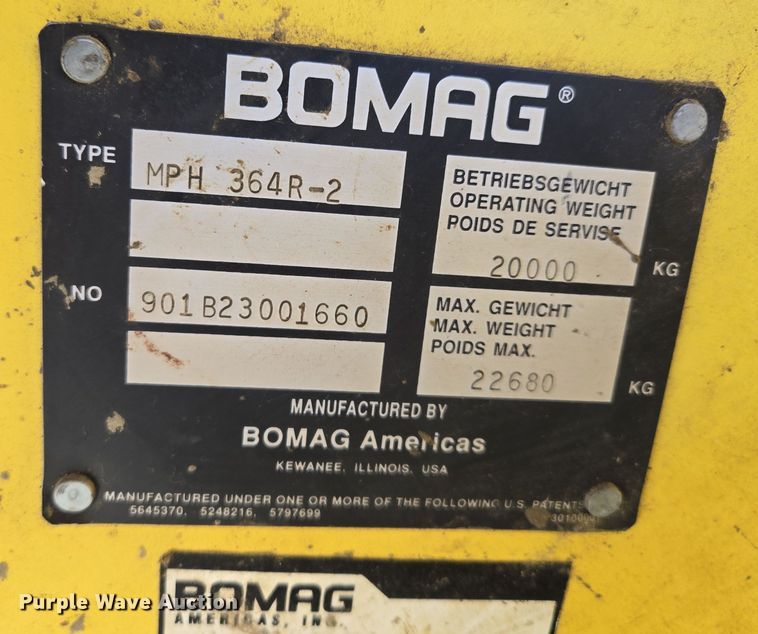 BOMAG®
TYPE MPH 364R-2
BETRIEBSGEWICHT
OPERATING WEIGHT
POIDS DE SERVISE
20000 KG
NO 901B23001660
MAX. GEWICHT
MAX. WEIGHT
POIDS MAX.
22680 KG
MANUFACTURED BY
BOMAG Americas
KEWANEE, ILLINOIS, USA
MANUFACTURED UNDER ONE OR MORE OF THE FOLLOWING U.S. PATENTS
5645370, 5248216, 5797699
BOMAG
AMERICAS, INC.
Purple Wave Auction